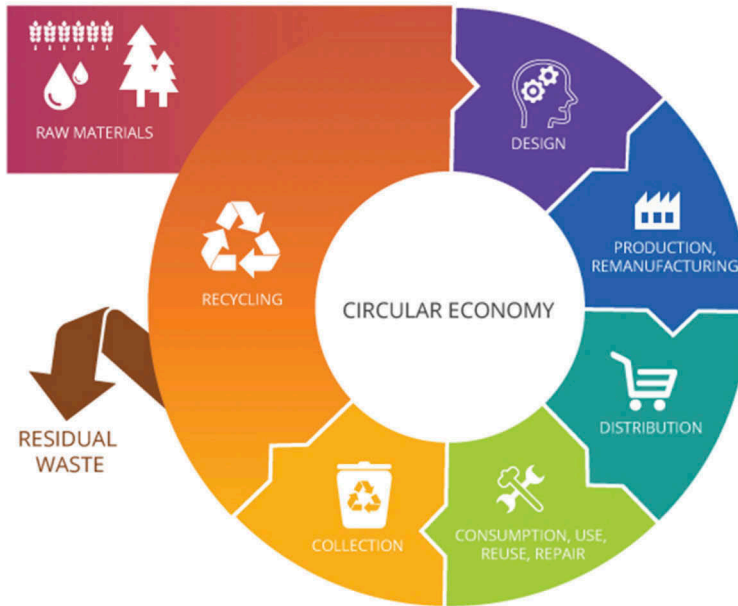 RAW MATERIALS
DESIGN
PRODUCTION,
REMANUFACTURING
RECYCLING
CIRCULAR ECONOMY
DISTRIBUTION
RESIDUAL
WASTE
CONSUMPTION, USE,
REUSE, REPAIR
COLLECTION